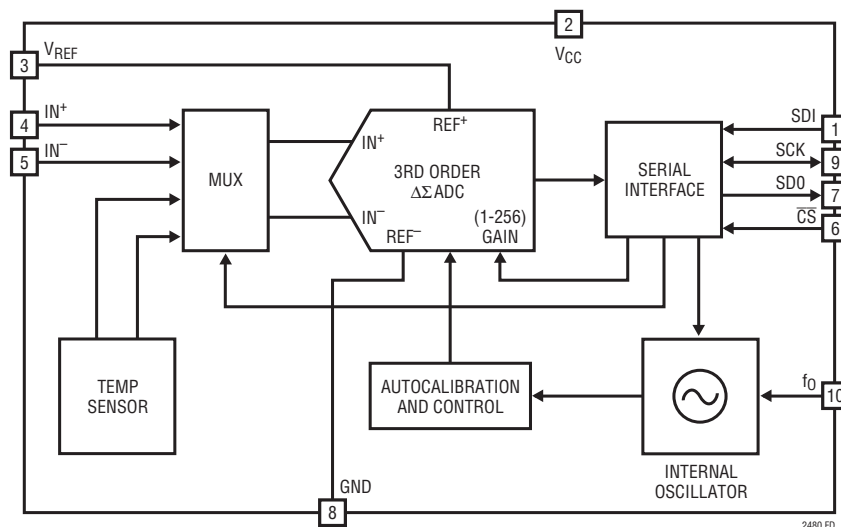 2
VCC
3
VREF
4
IN+
5
IN−
MUX
REF+
IN+
3RD ORDER
ΔΣ ADC
IN−
(1-256)
GAIN
REF−
SERIAL
INTERFACE
SDI
1
SCK
9
SD0
7
CS
6
TEMP
SENSOR
AUTOCALIBRATION
AND CONTROL
fO
10
INTERNAL
OSCILLATOR
GND
8
2480 FD